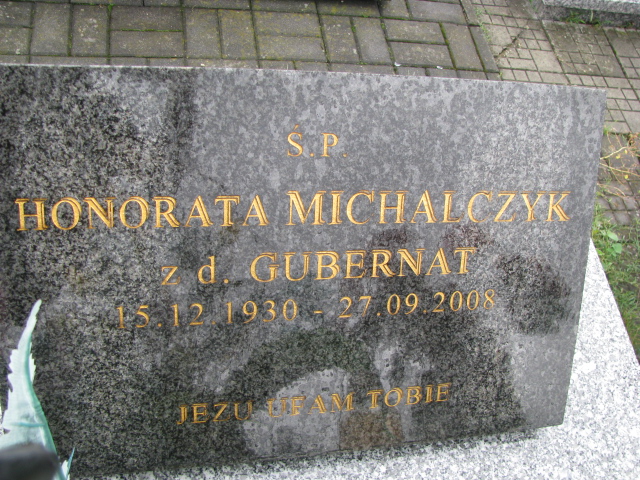 Ś.P.
HONORATA MICHALCZYK
z d. GUBERNAT
15.12.1930 - 27.09.2008
JEZU UFAM TOBIE